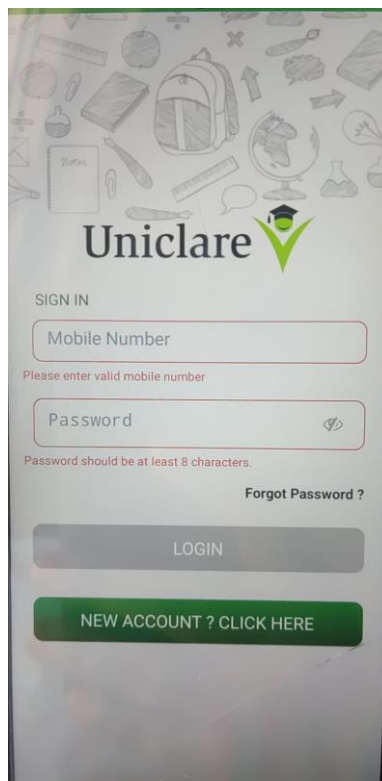 Notes
Uniclare
SIGN IN
Mobile Number
Please enter valid mobile number
Password
Password should be at least 8 characters.
Forgot Password ?
LOGIN
NEW ACCOUNT ? CLICK HERE